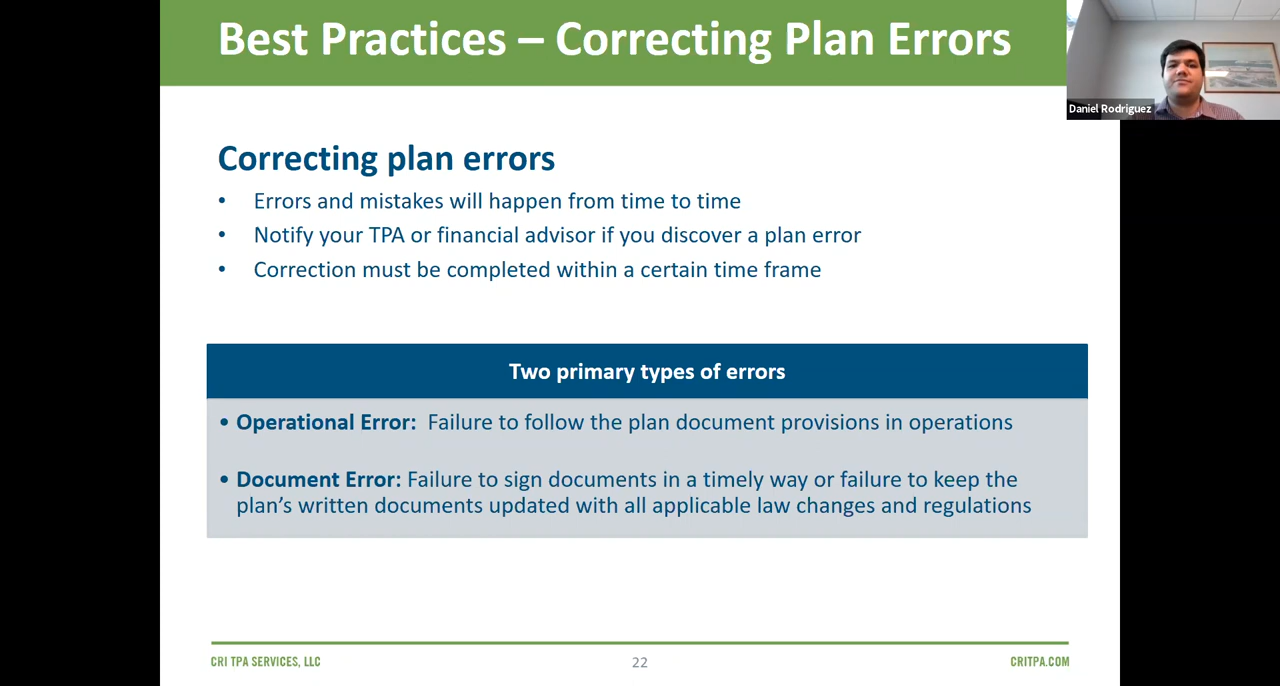 Best Practices – Correcting Plan Errors
Daniel Rodriguez
Correcting plan errors
• Errors and mistakes will happen from time to time
• Notify your TPA or financial advisor if you discover a plan error
• Correction must be completed within a certain time frame
Two primary types of errors
• Operational Error: Failure to follow the plan document provisions in operations
• Document Error: Failure to sign documents in a timely way or failure to keep the
plan's written documents updated with all applicable law changes and regulations
CRI TPA SERVICES, LLC
22
CRITPA.COM